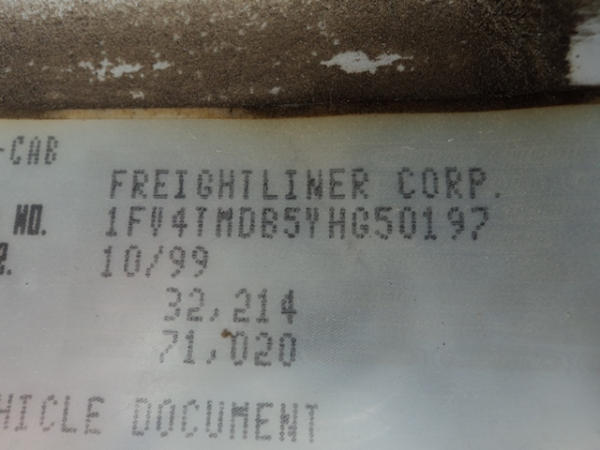 -CAB
FREIGHTLINER CORP.
NO. 1FV4TMDB5YHG50197
R. 10/99
32,214
71,020
HICLE DOCUMENT